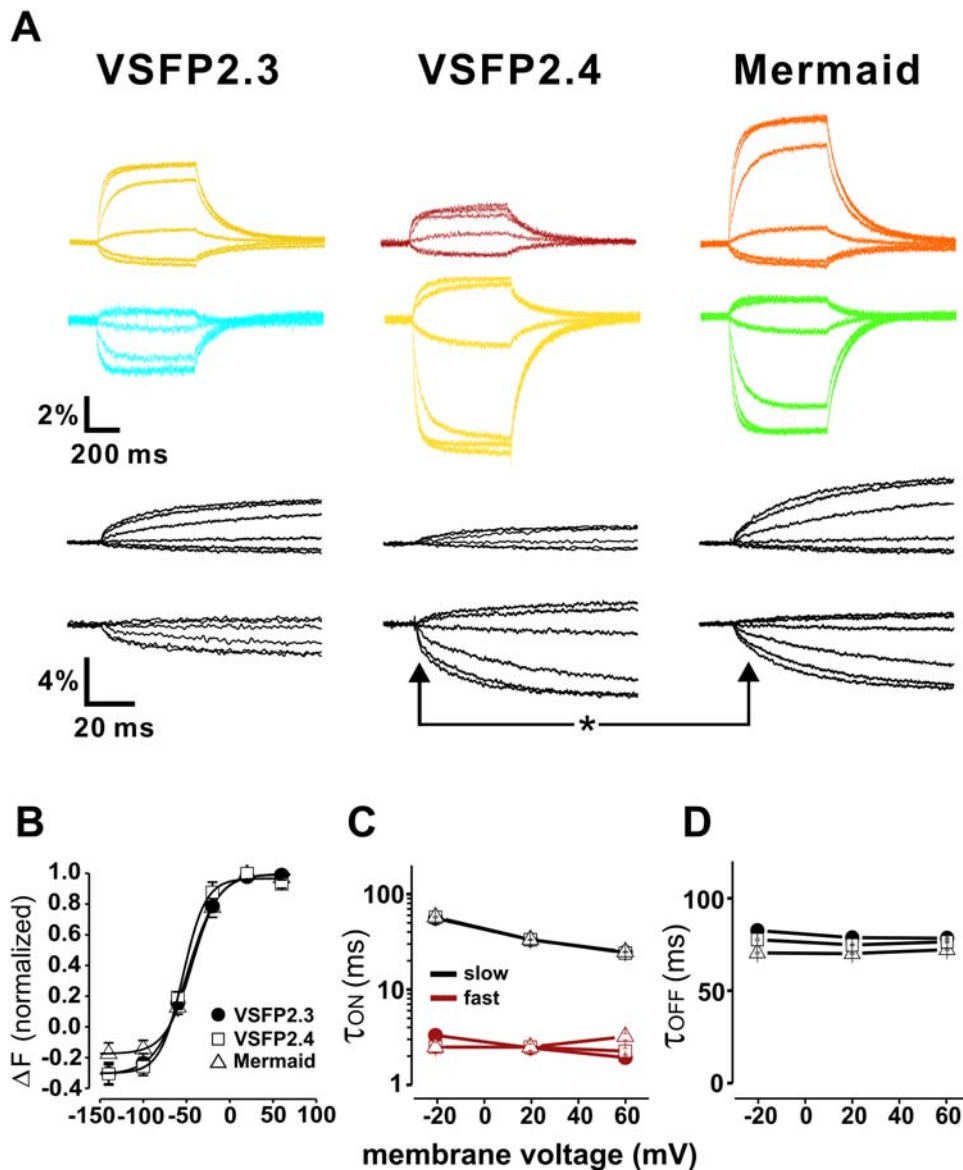 A
VSFP2.3 VSFP2.4 Mermaid
2%
200 ms
4%
20 ms
*
B
ΔF (normalized)
1.0
0.8
0.6
0.4
0.2
0.0
-0.2
-0.4
-150 -100 -50 0 50 100
VSFP2.3
VSFP2.4
Mermaid
C
τON (ms)
100
10
1
slow
fast
-20 0 20 40 60
D
τOFF (ms)
100
50
0
-20 0 20 40 60
membrane voltage (mV)